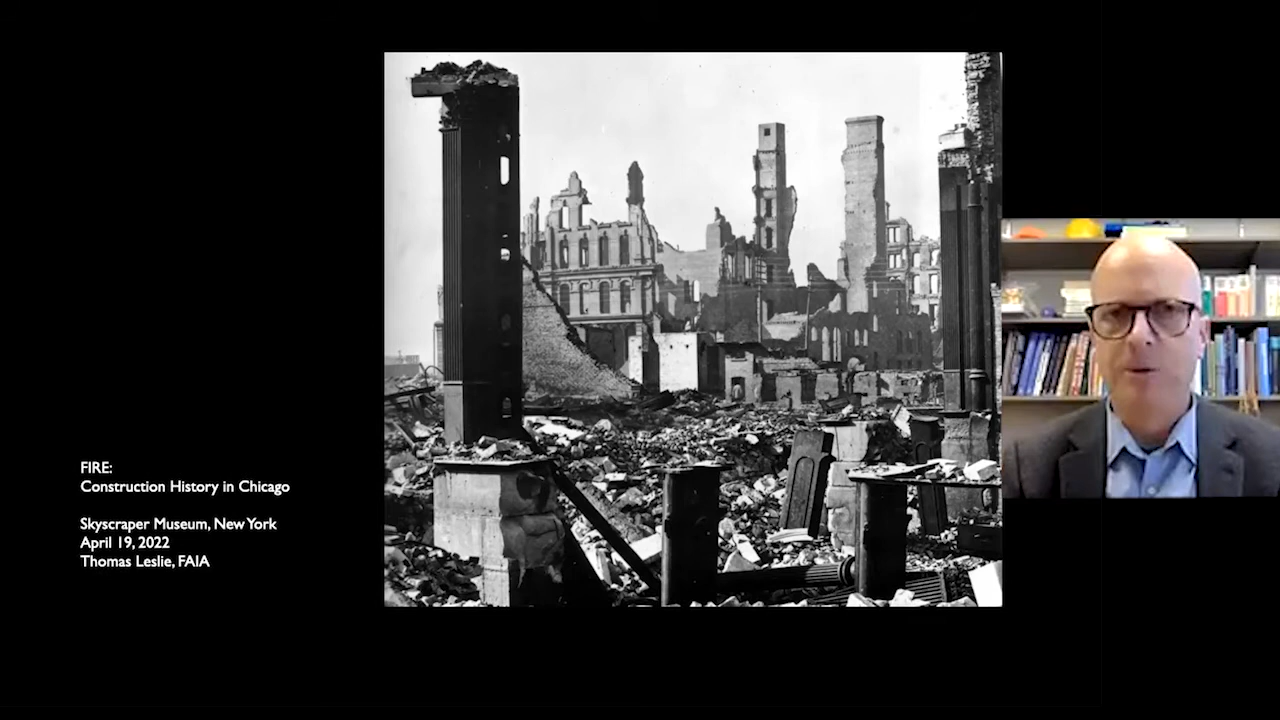 FIRE:
Construction History in Chicago
Skyscraper Museum, New York
April 19, 2022
Thomas Leslie, FAIA